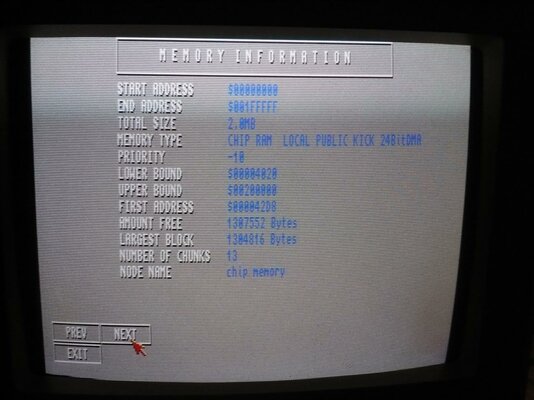 MEMORY INFORMATION
START ADDRESS $00000000
END ADDRESS $001FFFFF
TOTAL SIZE 2.0MB
MEMORY TYPE CHIP RAM LOCAL PUBLIC KICK 24BitDMA
PRIORITY -10
LOWER BOUND $00004020
UPPER BOUND $00200000
FIRST ADDRESS $000042D8
AMOUNT FREE 1307552 Bytes
LARGEST BLOCK 1304816 Bytes
NUMBER OF CHUNKS 13
NODE NAME chip memory
PREV NEXT
EXIT